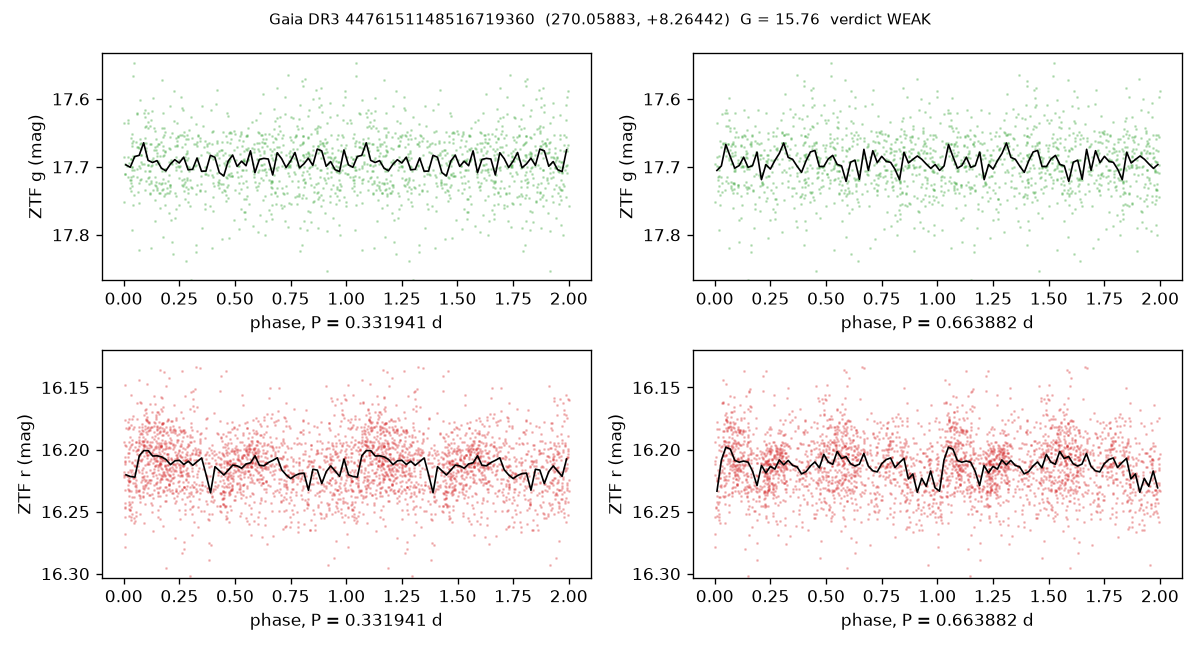 Gaia DR3 4476151148516719360 (270.05883, +8.26442) G = 15.76 verdict WEAK
ZTF g (mag)
17.6
17.7
17.8
0.00 0.25 0.50 0.75 1.00 1.25 1.50 1.75 2.00
phase, P = 0.331941 d
ZTF g (mag)
17.6
17.7
17.8
0.00 0.25 0.50 0.75 1.00 1.25 1.50 1.75 2.00
phase, P = 0.663882 d
ZTF r (mag)
16.15
16.20
16.25
16.30
0.00 0.25 0.50 0.75 1.00 1.25 1.50 1.75 2.00
phase, P = 0.331941 d
ZTF r (mag)
16.15
16.20
16.25
16.30
0.00 0.25 0.50 0.75 1.00 1.25 1.50 1.75 2.00
phase, P = 0.663882 d